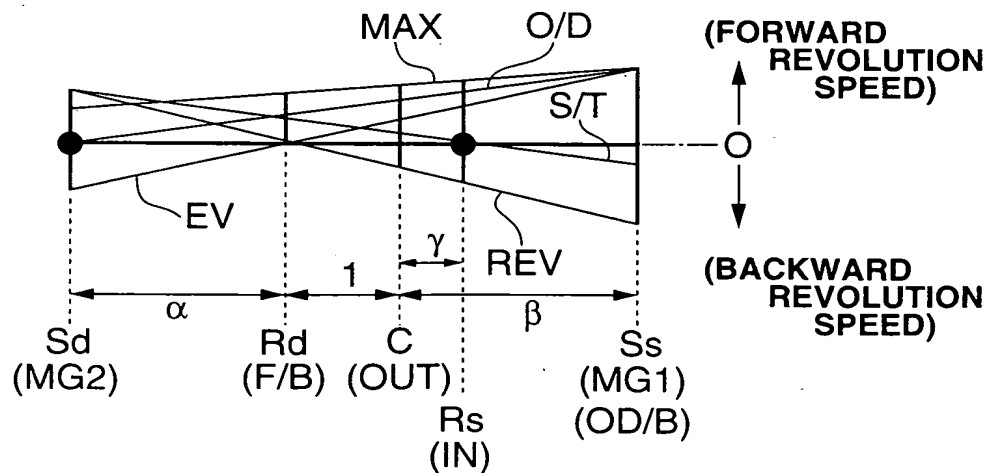 MAX
O/D
(FORWARD
REVOLUTION
SPEED)
S/T
O
EV
REV
(BACKWARD
REVOLUTION
SPEED)
γ
1
α
β
Sd
(MG2)
Rd
(F/B)
C
(OUT)
Rs
(IN)
Ss
(MG1)
(OD/B)